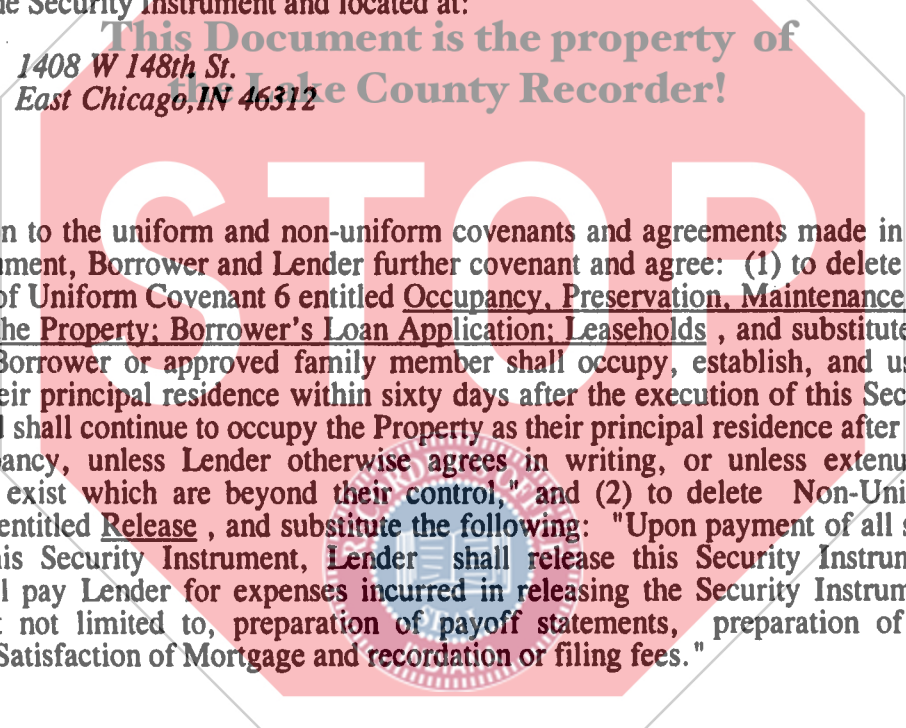 e Security Instrument and located at:
This Document is the property of
the Lake County Recorder!
1408 W 148th St.
East Chicago, IN 46312
STOP
n to the uniform and non-uniform covenants and agreements made in
ment, Borrower and Lender further covenant and agree: (1) to delete
of Uniform Covenant 6 entitled Occupancy, Preservation, Maintenance
he Property; Borrower's Loan Application; Leaseholds , and substitute
Borrower or approved family member shall occupy, establish, and us
eir principal residence within sixty days after the execution of this Sec
l shall continue to occupy the Property as their principal residence after
ancy, unless Lender otherwise agrees in writing, or unless extenu
exist which are beyond their control," and (2) to delete Non-Uni
entitled Release , and substitute the following: "Upon payment of all s
is Security Instrument, Lender shall release this Security Instrum
l pay Lender for expenses incurred in releasing the Security Instrum
t not limited to, preparation of payoff statements, preparation of
Satisfaction of Mortgage and recordation or filing fees."
SEAL
INDIANA